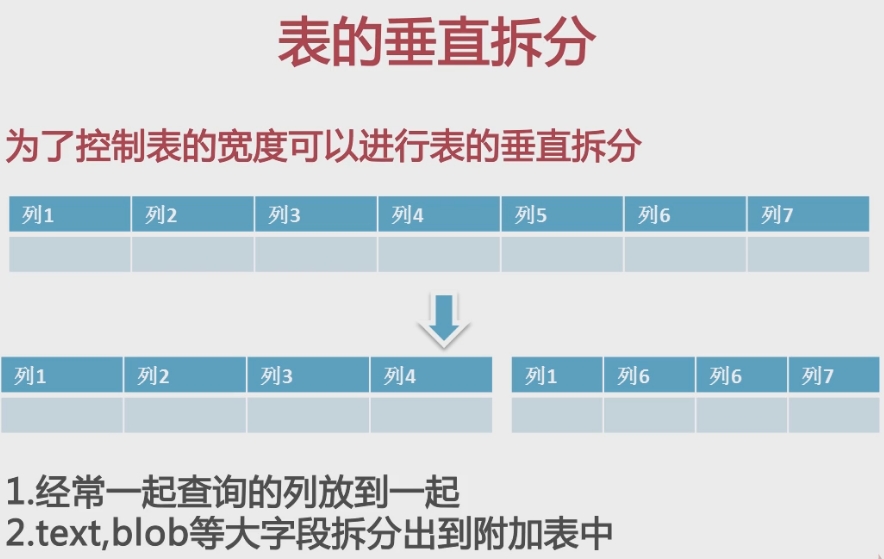 表的垂直拆分
为了控制表的宽度可以进行表的垂直拆分
列1 列2 列3 列4 列5 列6 列7
列1 列2 列3 列4 列1 列6 列6 列7
1.经常一起查询的列放到一起
2.text,blob等大字段拆分出到附加表中